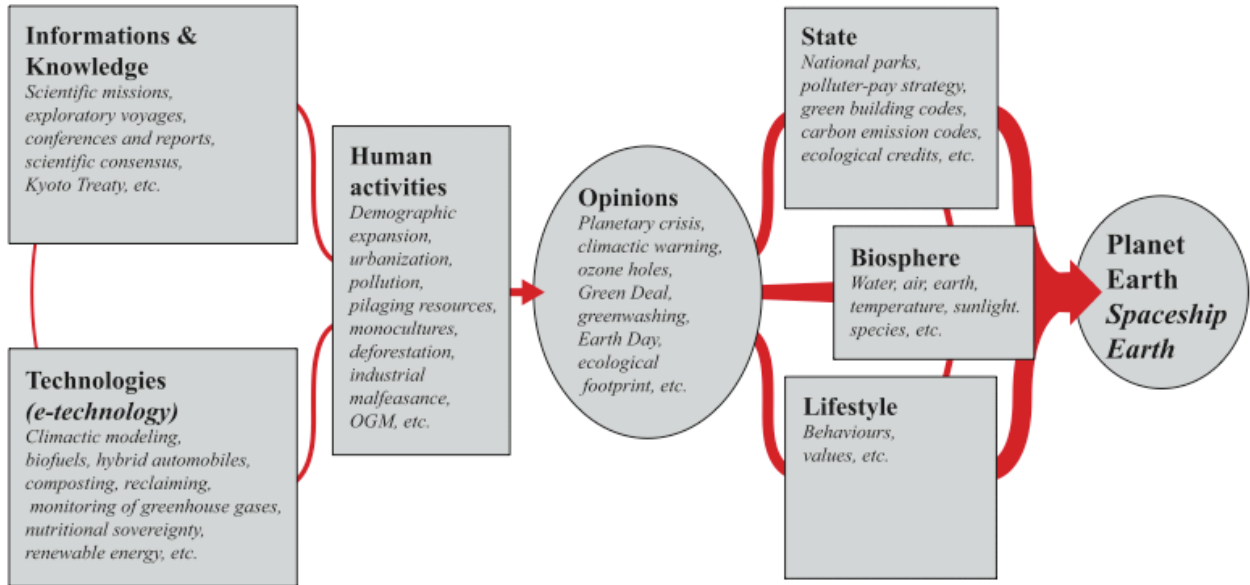 Informations &
Knowledge
Scientific missions,
exploratory voyages,
conferences and reports,
scientific consensus,
Kyoto Treaty, etc.
Technologies
(e-technology)
Climactic modeling,
biofuels, hybrid automobiles,
composting, reclaiming,
monitoring of greenhouse gases,
nutritional sovereignty,
renewable energy, etc.
Human
activities
Demographic
expansion,
urbanization,
pollution,
pilaging resources,
monocultures,
deforestation,
industrial
malfeasance,
OGM, etc.
Opinions
Planetary crisis,
climactic warning,
ozone holes,
Green Deal,
greenwashing,
Earth Day,
ecological
footprint, etc.
State
National parks,
polluter-pay strategy,
green building codes,
carbon emission codes,
ecological credits, etc.
Biosphere
Water, air, earth,
temperature, sunlight.
species, etc.
Lifestyle
Behaviours,
values, etc.
Planet
Earth
Spaceship
Earth